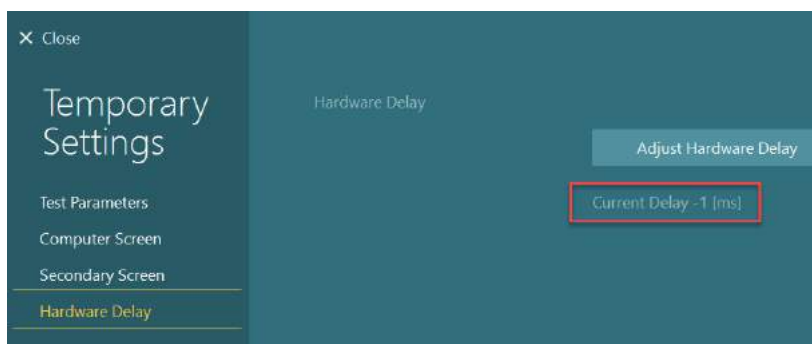 Close
Temporary
Settings
Test Parameters
Computer Screen
Secondary Screen
Hardware Delay
Hardware Delay
Adjust Hardware Delay
Current Delay -1 [ms]